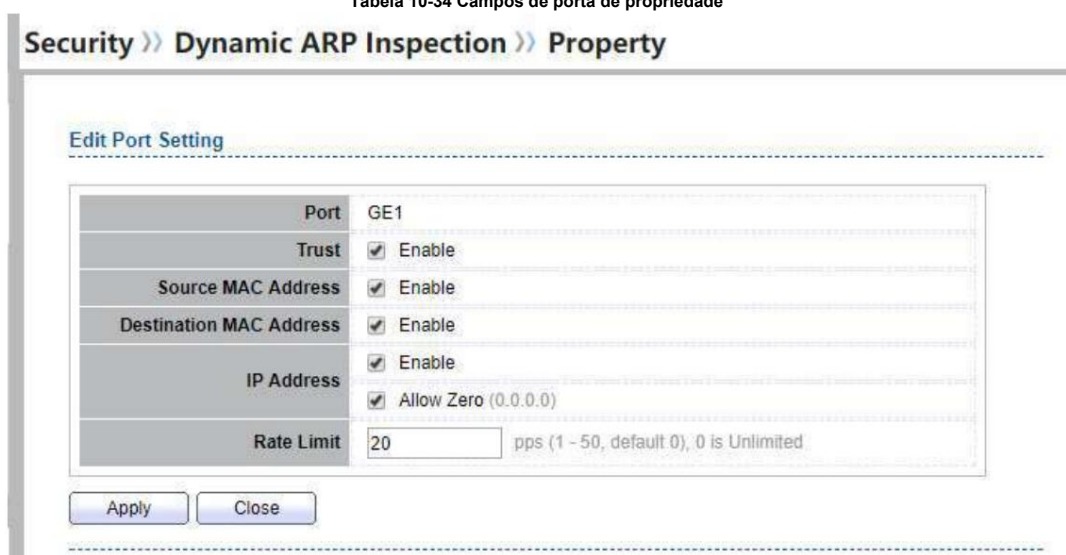 Tabela 10-34 Campos de porta de propriedade
Security » Dynamic ARP Inspection » Property
Edit Port Setting
Port GE1
Trust Enable
Source MAC Address Enable
Destination MAC Address Enable
IP Address Enable
Allow Zero (0.0.0.0)
Rate Limit 20 pps (1 - 50, default 0), 0 is Unlimited
Apply Close